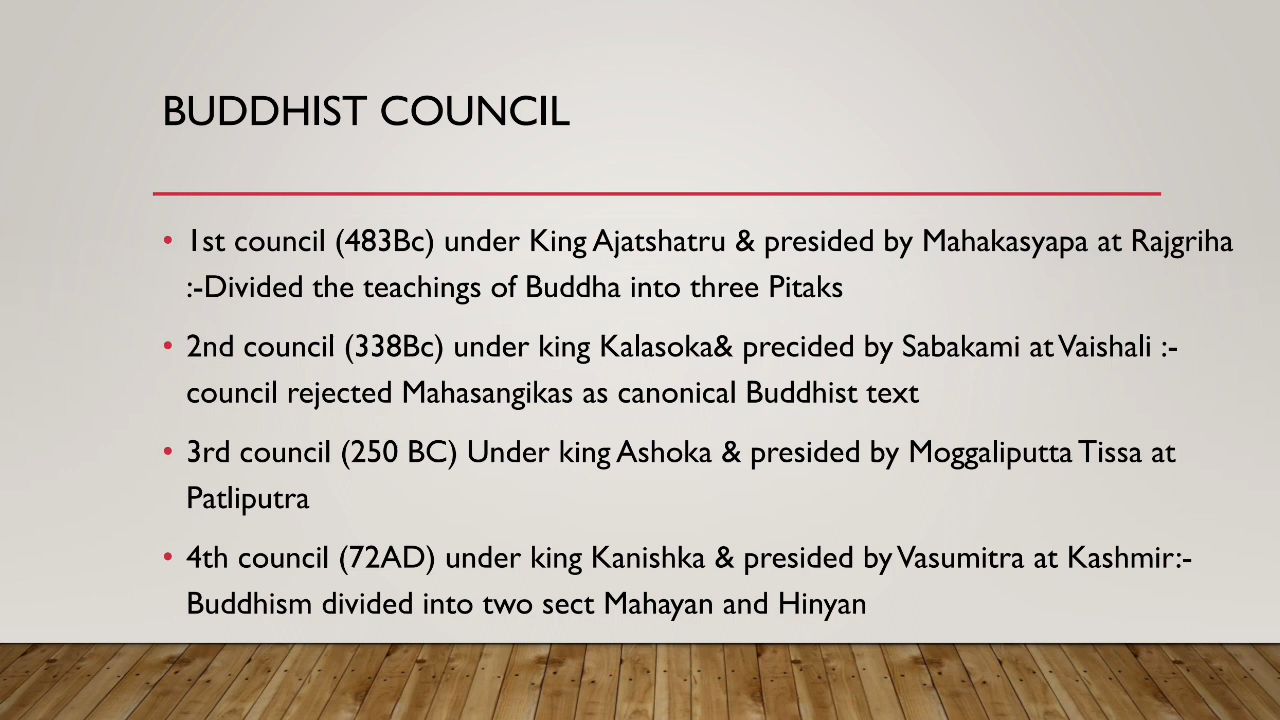 BUDDHIST COUNCIL
• 1st council (483Bc) under King Ajatshatru & presided by Mahakasyapa at Rajgriha
:-Divided the teachings of Buddha into three Pitaks
• 2nd council (338Bc) under king Kalasoka& precided by Sabakami at Vaishali :-
council rejected Mahasangikas as canonical Buddhist text
• 3rd council (250 BC) Under king Ashoka & presided by Moggaliputta Tissa at
Patliputra
• 4th council (72AD) under king Kanishka & presided by Vasumitra at Kashmir:-
Buddhism divided into two sect Mahayan and Hinyan